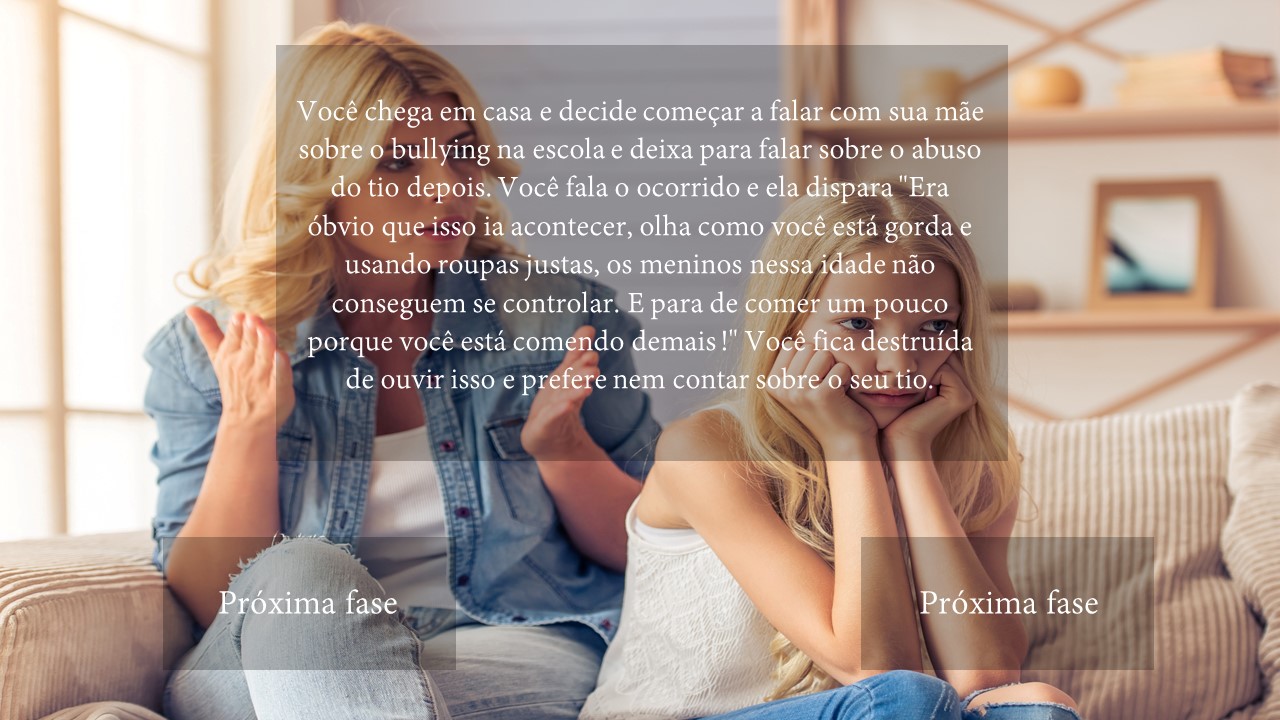 Você chega em casa e decide começar a falar com sua mãe
sobre o bullying na escola e deixa para falar sobre o abuso
do tio depois. Você fala o ocorrido e ela dispara "Era
óbvio que isso ia acontecer, olha como você está gorda e
usando roupas justas, os meninos nessa idade não
conseguem se controlar. E para de comer um pouco
porque você está comendo demais !" Você fica destruída
de ouvir isso e prefere nem contar sobre o seu tio.
Próxima fase
Próxima fase